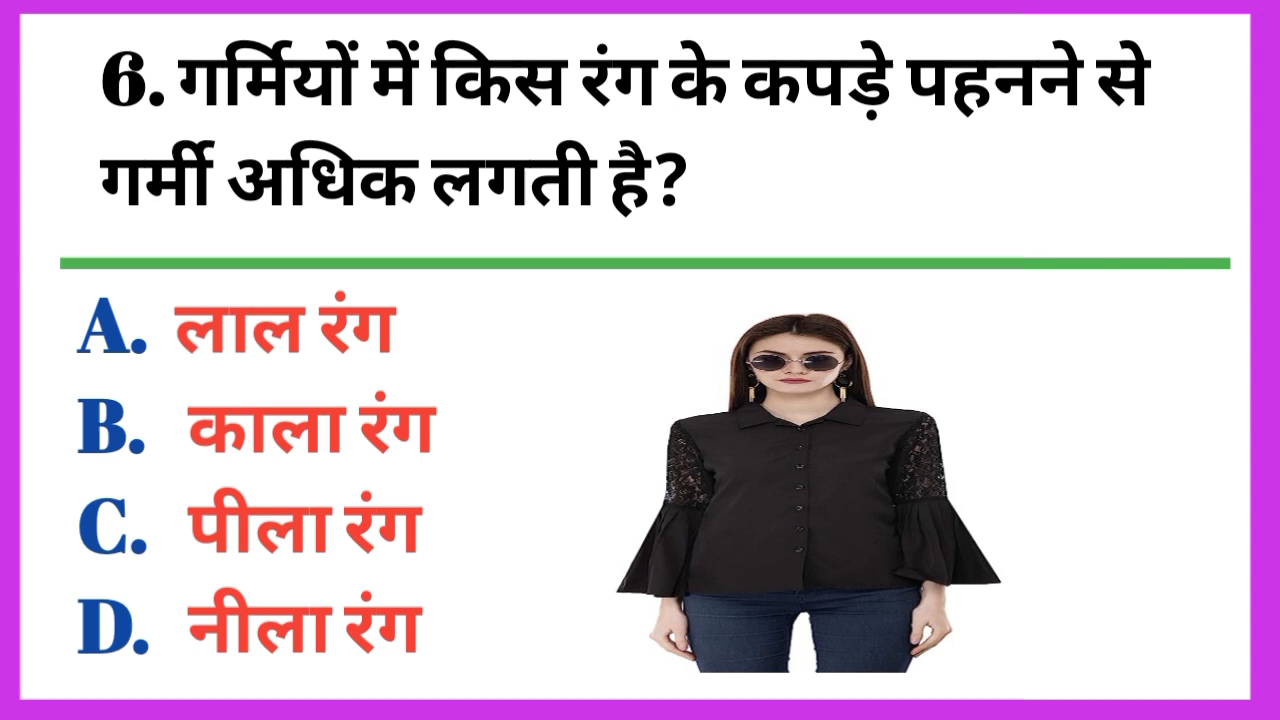 6. गर्मियों में किस रंग के कपड़े पहनने से
गर्मी अधिक लगती है?
A. लाल रंग
B. काला रंग
C. पीला रंग
D. नीला रंग